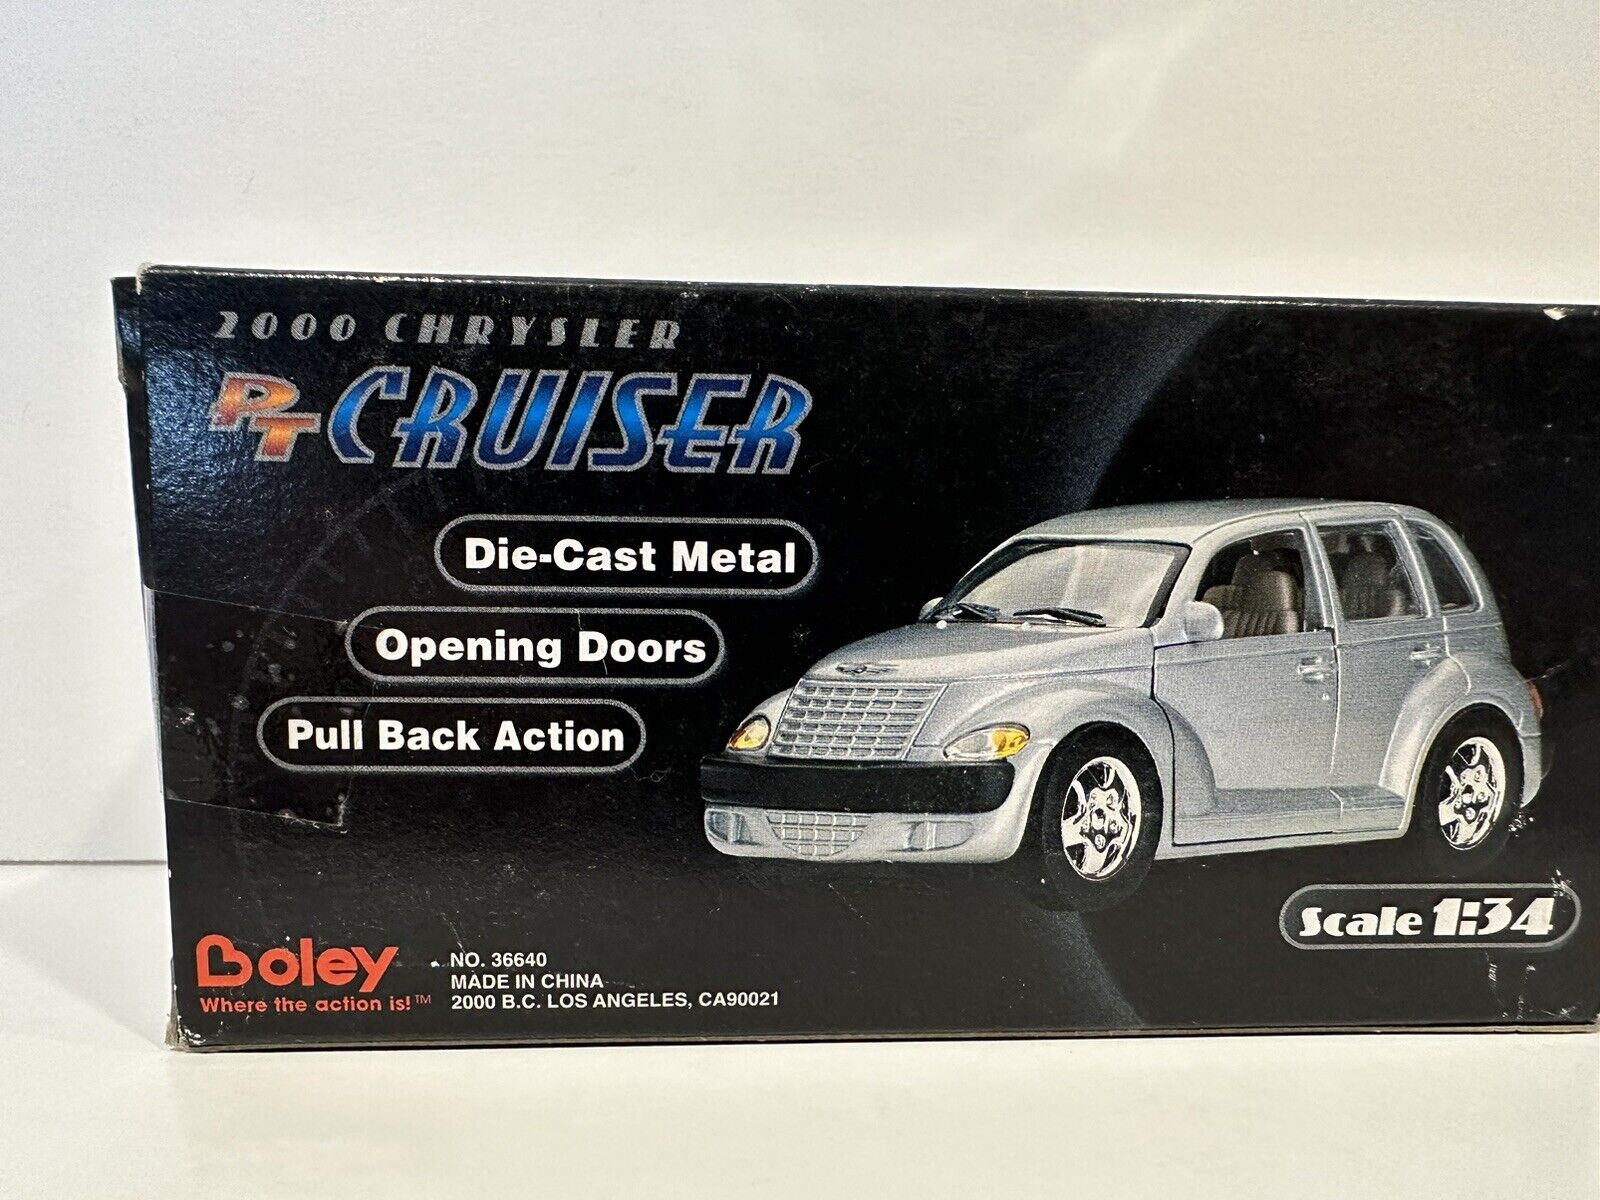 2000 CHRYSLER
PT CRUISER
Die-Cast Metal
Opening Doors
Pull Back Action
Scale 1:34
Boley
Where the action is!™
NO. 36640
MADE IN CHINA
2000 B.C. LOS ANGELES, CA90021